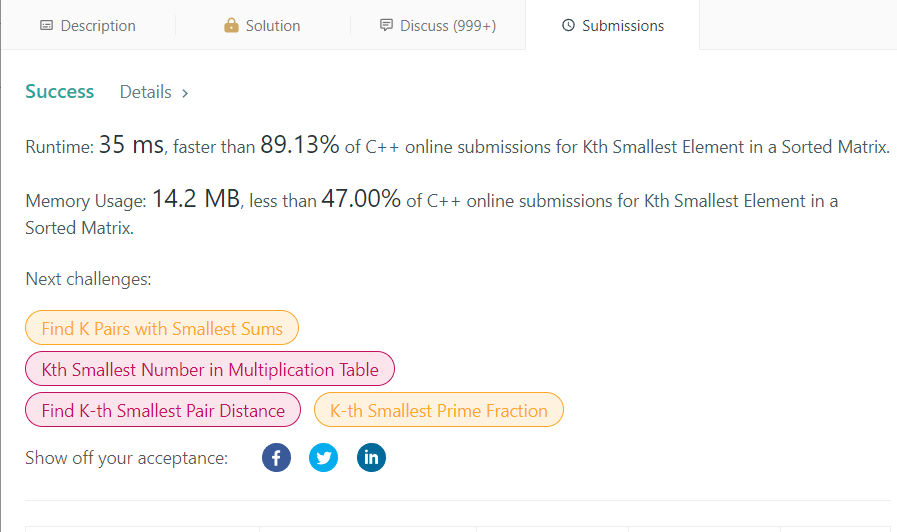 Description Solution Discuss (999+) Submissions
Success Details >
Runtime: 35 ms, faster than 89.13% of C++ online submissions for Kth Smallest Element in a Sorted Matrix.
Memory Usage: 14.2 MB, less than 47.00% of C++ online submissions for Kth Smallest Element in a
Sorted Matrix.
Next challenges:
Find K Pairs with Smallest Sums
Kth Smallest Number in Multiplication Table
Find K-th Smallest Pair Distance K-th Smallest Prime Fraction
Show off your acceptance: f in